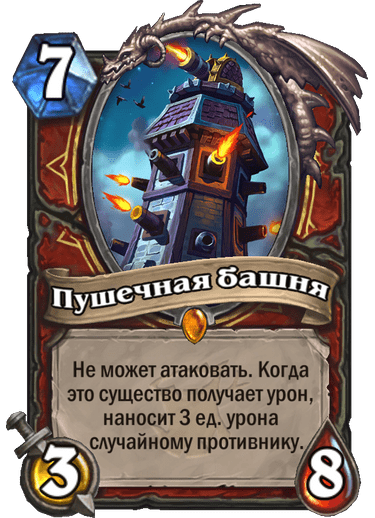 7
Пушечная башня
Не может атаковать. Когда
это существо получает урон,
наносит 3 ед. урона
случайному противнику.
3
8